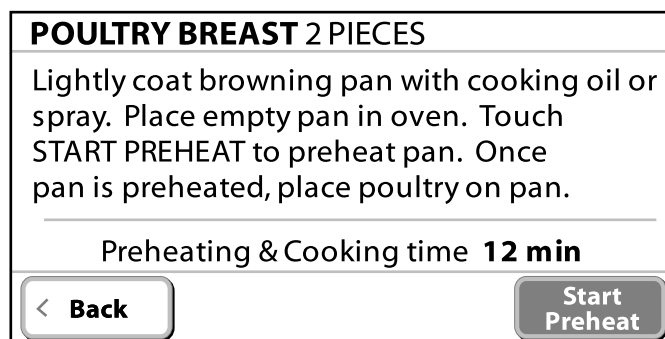 POULTRY BREAST 2 PIECES
Lightly coat browning pan with cooking oil or
spray. Place empty pan in oven. Touch
START PREHEAT to preheat pan. Once
pan is preheated, place poultry on pan.
Preheating & Cooking time 12 min
< Back
Start
Preheat